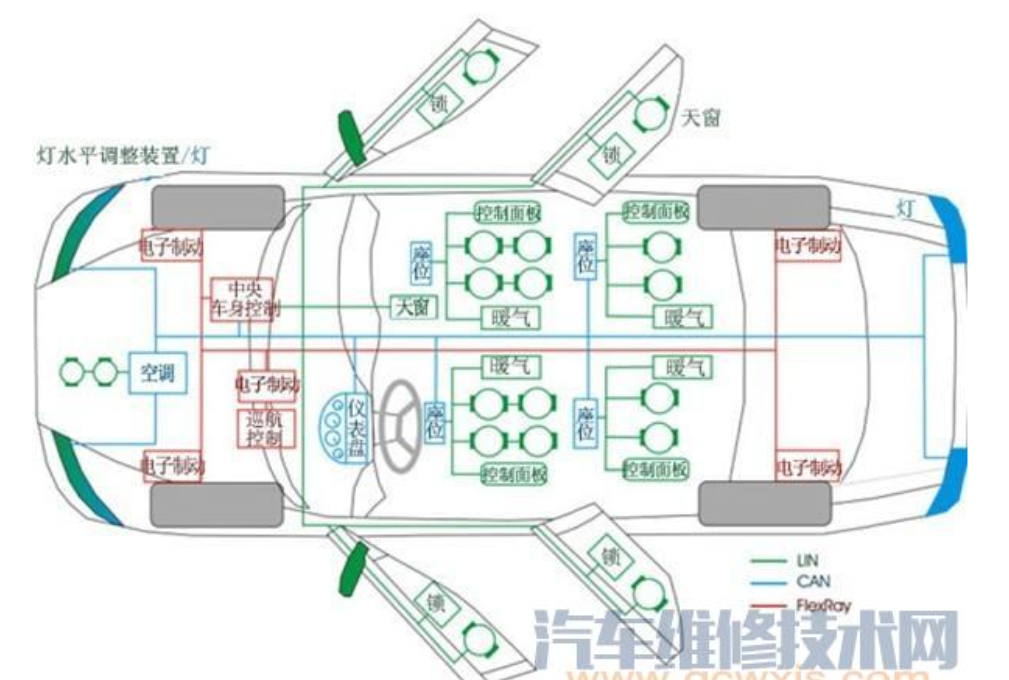 锁
天窗
锁
灯水平调整装置/灯
灯
电子制动
控制面板
控制面板
电子制动
座位
座位
中央
车身控制
天窗
暖气
暖气
空调
电子制动
暖气
暖气
巡航
控制
仪表盘
座位
座位
电子制动
控制面板
控制面板
电子制动
锁
锁
LIN
CAN
FlexRay
汽车维修技术网
www.qcwxjs.com